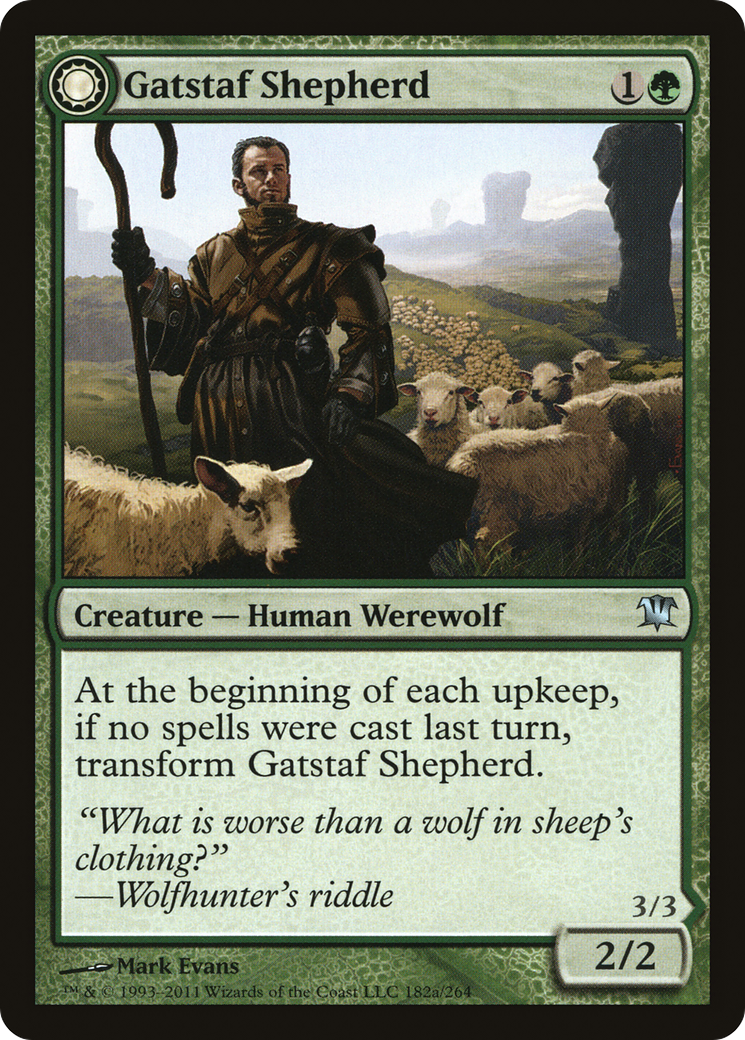 Gatstaf Shepherd 1
Creature — Human Werewolf
At the beginning of each upkeep,
if no spells were cast last turn,
transform Gatstaf Shepherd.
“What is worse than a wolf in sheep’s
clothing?”
—Wolfhunter’s riddle
3/3
2/2
Mark Evans
™ & © 1993–2011 Wizards of the Coast LLC 182a/264